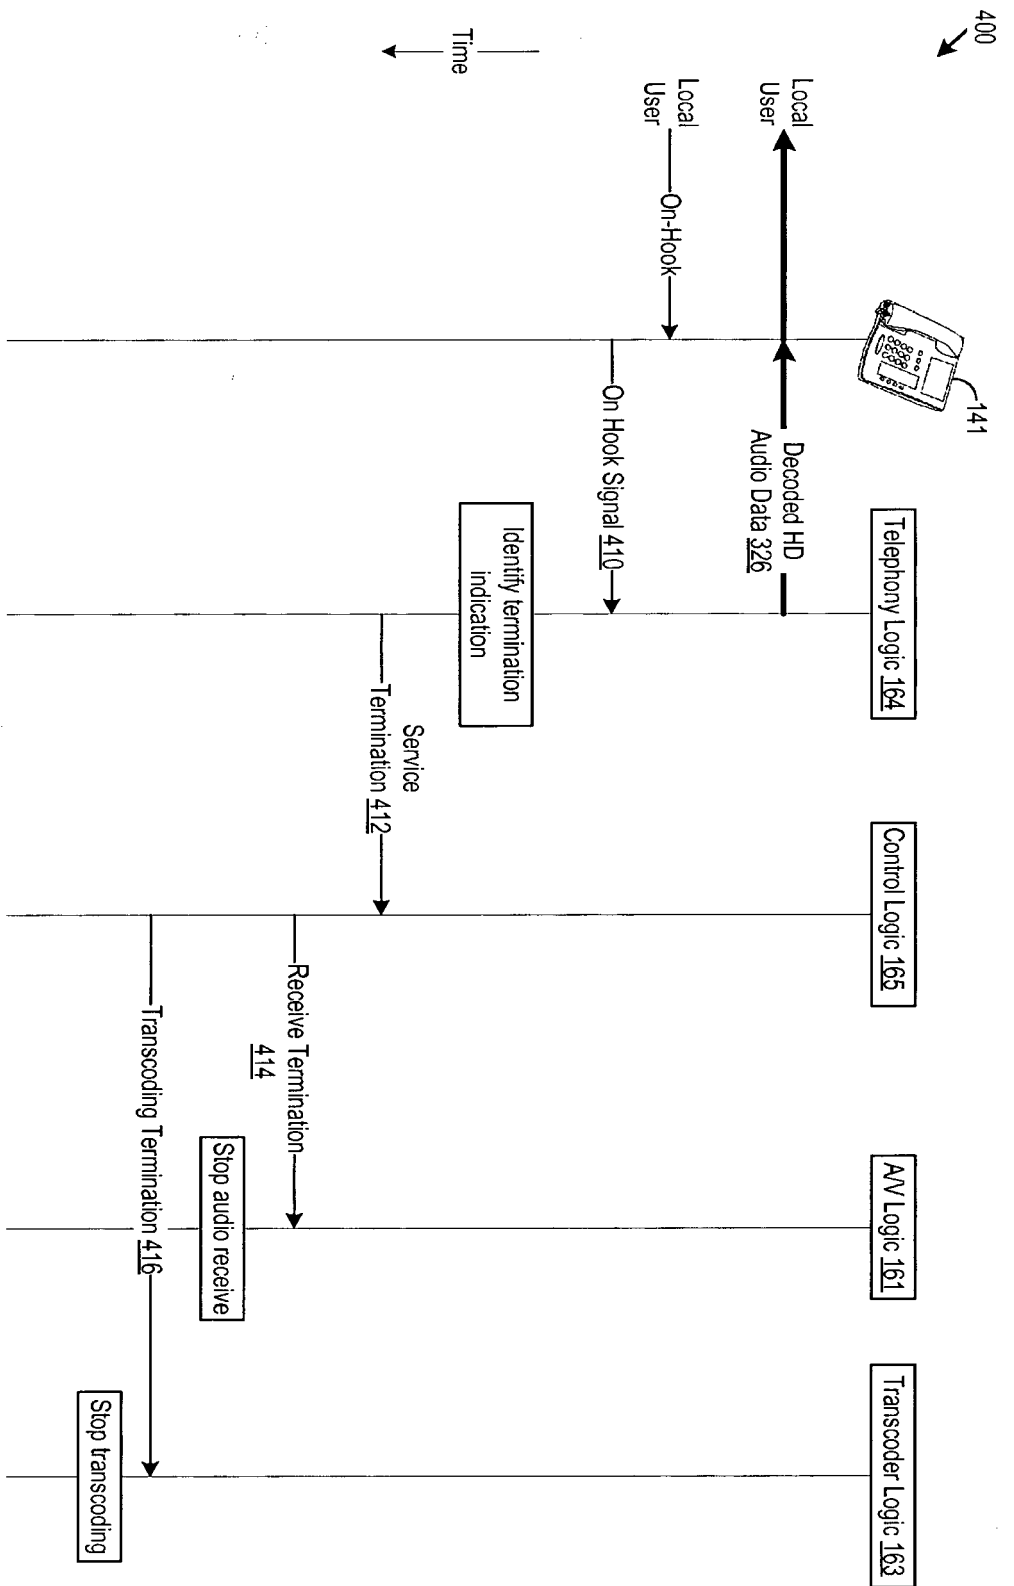 400
141
Telephony Logic 164
Control Logic 165
A/V Logic 161
Transcoder Logic 163
Local
User
Decoded HD
Audio Data 326
Local
User
On-Hook
On Hook Signal 410
Identify termination
indication
Time
Service
Termination 412
Receive Termination
414
Stop audio receive
Transcoding Termination 416
Stop transcoding